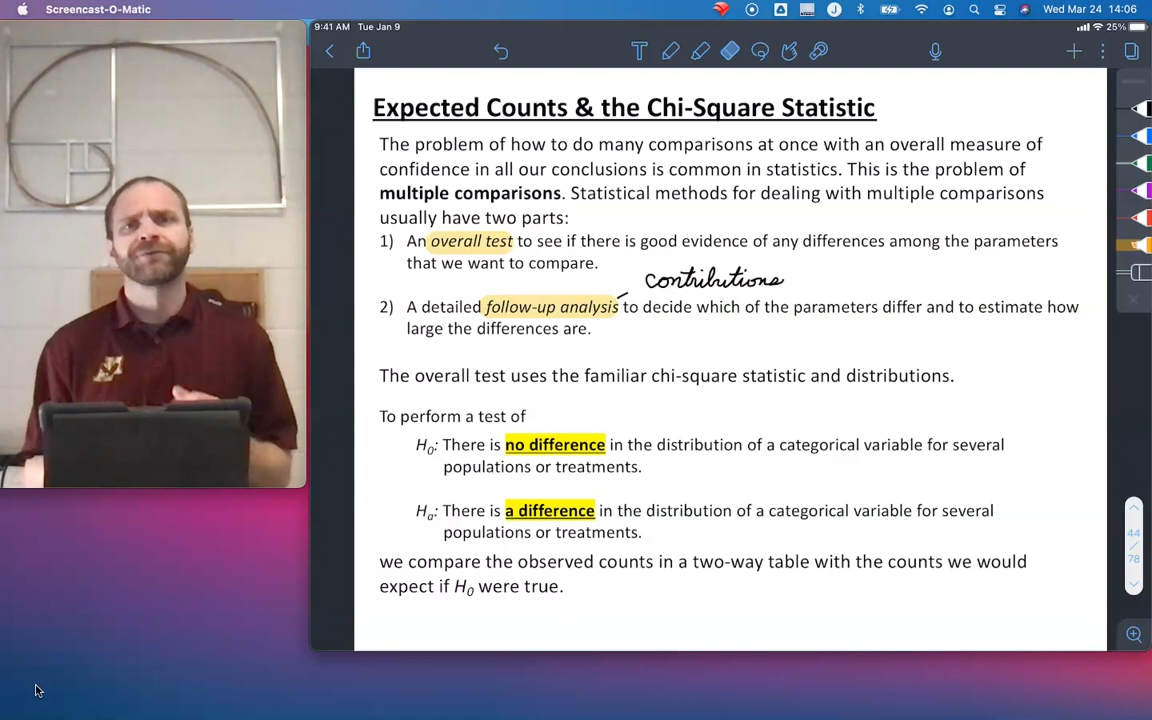 Screencast-O-Matic
Wed Mar 24 14:06
9:41 AM Tue Jan 9
25%
Expected Counts & the Chi-Square Statistic
The problem of how to do many comparisons at once with an overall measure of
confidence in all our conclusions is common in statistics. This is the problem of
multiple comparisons. Statistical methods for dealing with multiple comparisons
usually have two parts:
1) An overall test to see if there is good evidence of any differences among the parameters
that we want to compare.
contributions
2) A detailed follow-up analysis to decide which of the parameters differ and to estimate how
large the differences are.
The overall test uses the familiar chi-square statistic and distributions.
To perform a test of
H0: There is no difference in the distribution of a categorical variable for several
populations or treatments.
Ha: There is a difference in the distribution of a categorical variable for several
populations or treatments.
we compare the observed counts in a two-way table with the counts we would
expect if H0 were true.
44
/
78